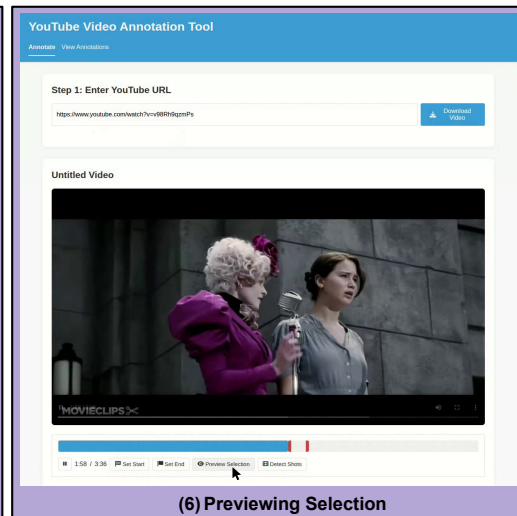 YouTube Video Annotation Tool
Annotate View Annotations
Step 1: Enter YouTube URL
https://www.youtube.com/watch?v=v98Rh9qzmPs
Download
Video
Untitled Video
MOVIECLIPS
1:58 / 3:36 Set Start Set End Preview Selection Detect Shots
(6) Previewing Selection